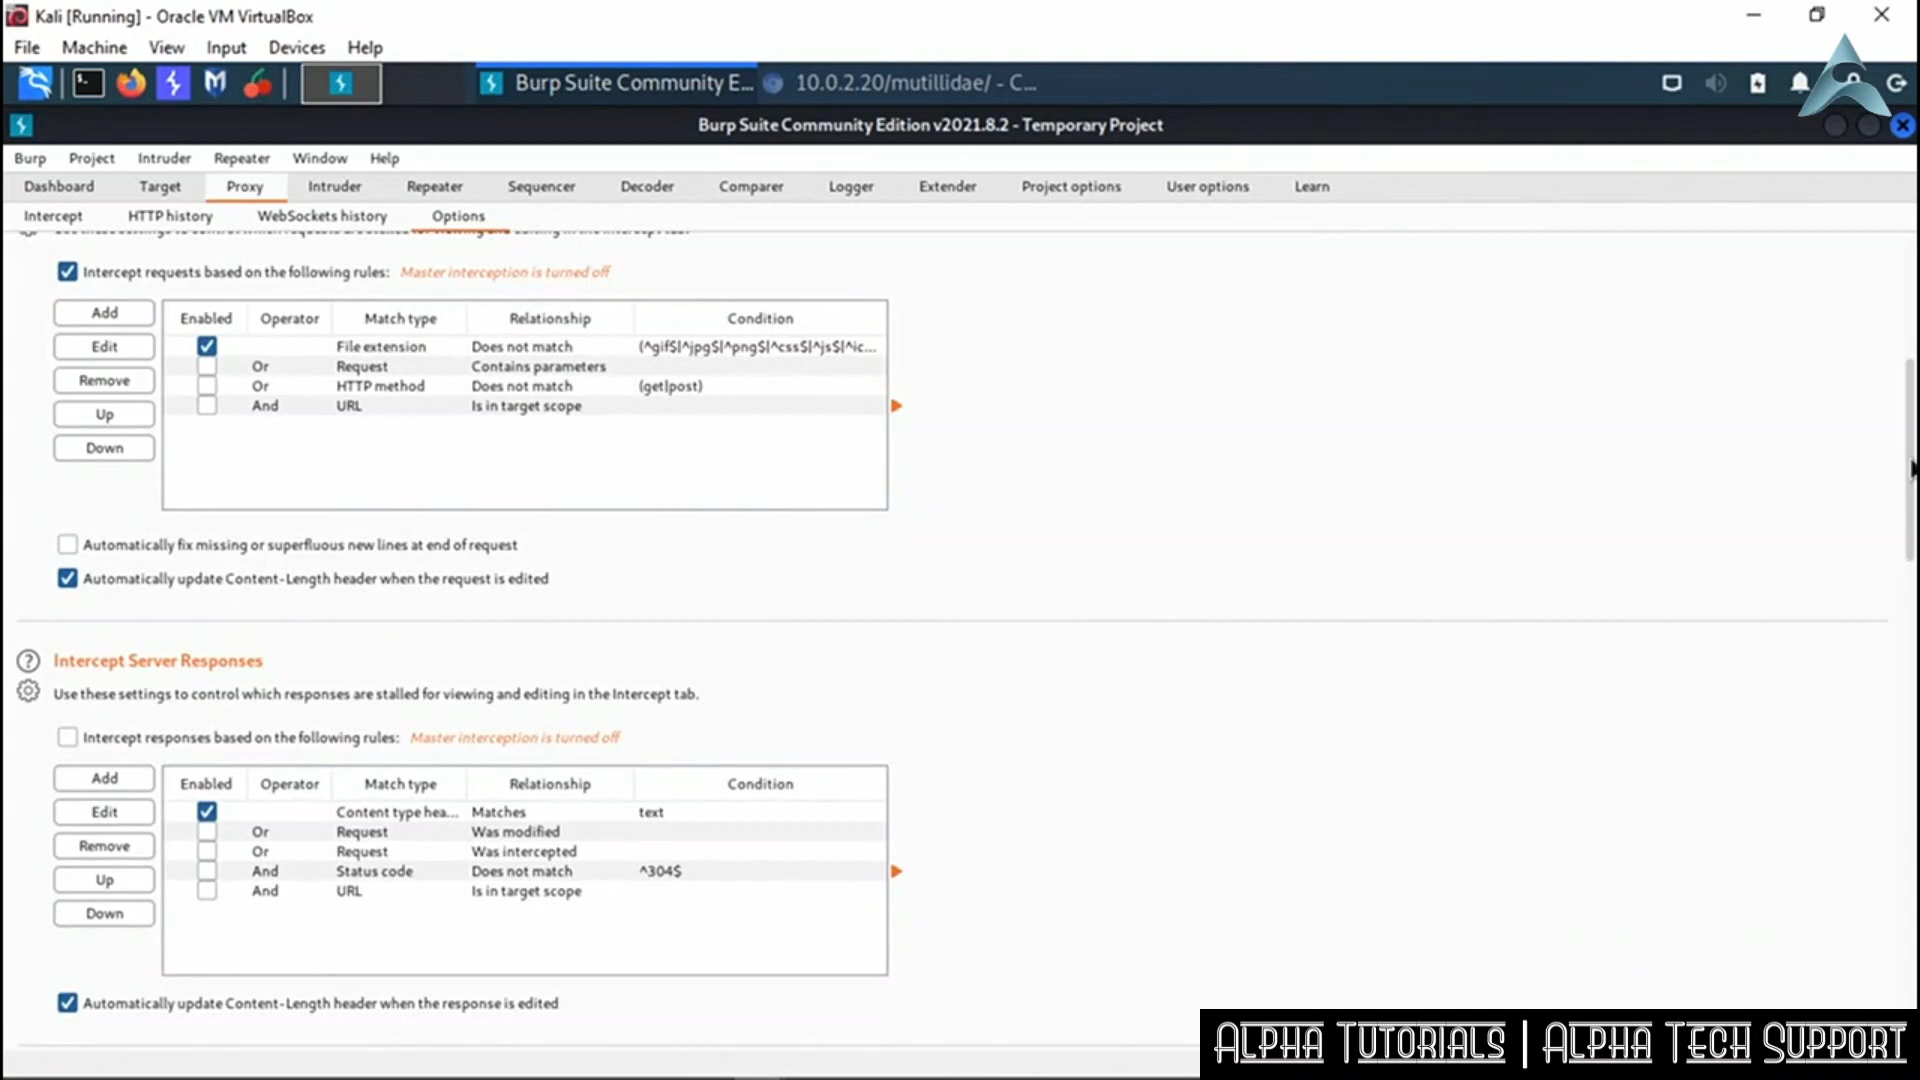 Kali [Running] - Oracle VM VirtualBox
File Machine View Input Devices Help
Burp Suite Community E... 10.0.2.20/mutillidae/ - C...
Burp Suite Community Edition v2021.8.2 - Temporary Project
Burp Project Intruder Repeater Window Help
Dashboard Target Proxy Intruder Repeater Sequencer Decoder Comparer Logger Extender Project options User options Learn
Intercept HTTP history WebSockets history Options
Intercept requests based on the following rules: Master interception is turned off
Add
Edit
Remove
Up
Down
Enabled Operator Match type Relationship Condition
File extension Does not match (^gif$|^jpg$|^png$|^css$|^js$|^ic...
Or Request Contains parameters
Or HTTP method Does not match (get|post)
And URL Is in target scope
Automatically fix missing or superfluous new lines at end of request
Automatically update Content-Length header when the request is edited
Intercept Server Responses
Use these settings to control which responses are stalled for viewing and editing in the Intercept tab.
Intercept responses based on the following rules: Master interception is turned off
Add
Edit
Remove
Up
Down
Enabled Operator Match type Relationship Condition
Content type hea... Matches text
Or Request Was modified
Or Request Was intercepted
And Status code Does not match ^304$
And URL Is in target scope
Automatically update Content-Length header when the response is edited
Alpha Tutorials | Alpha Tech Support